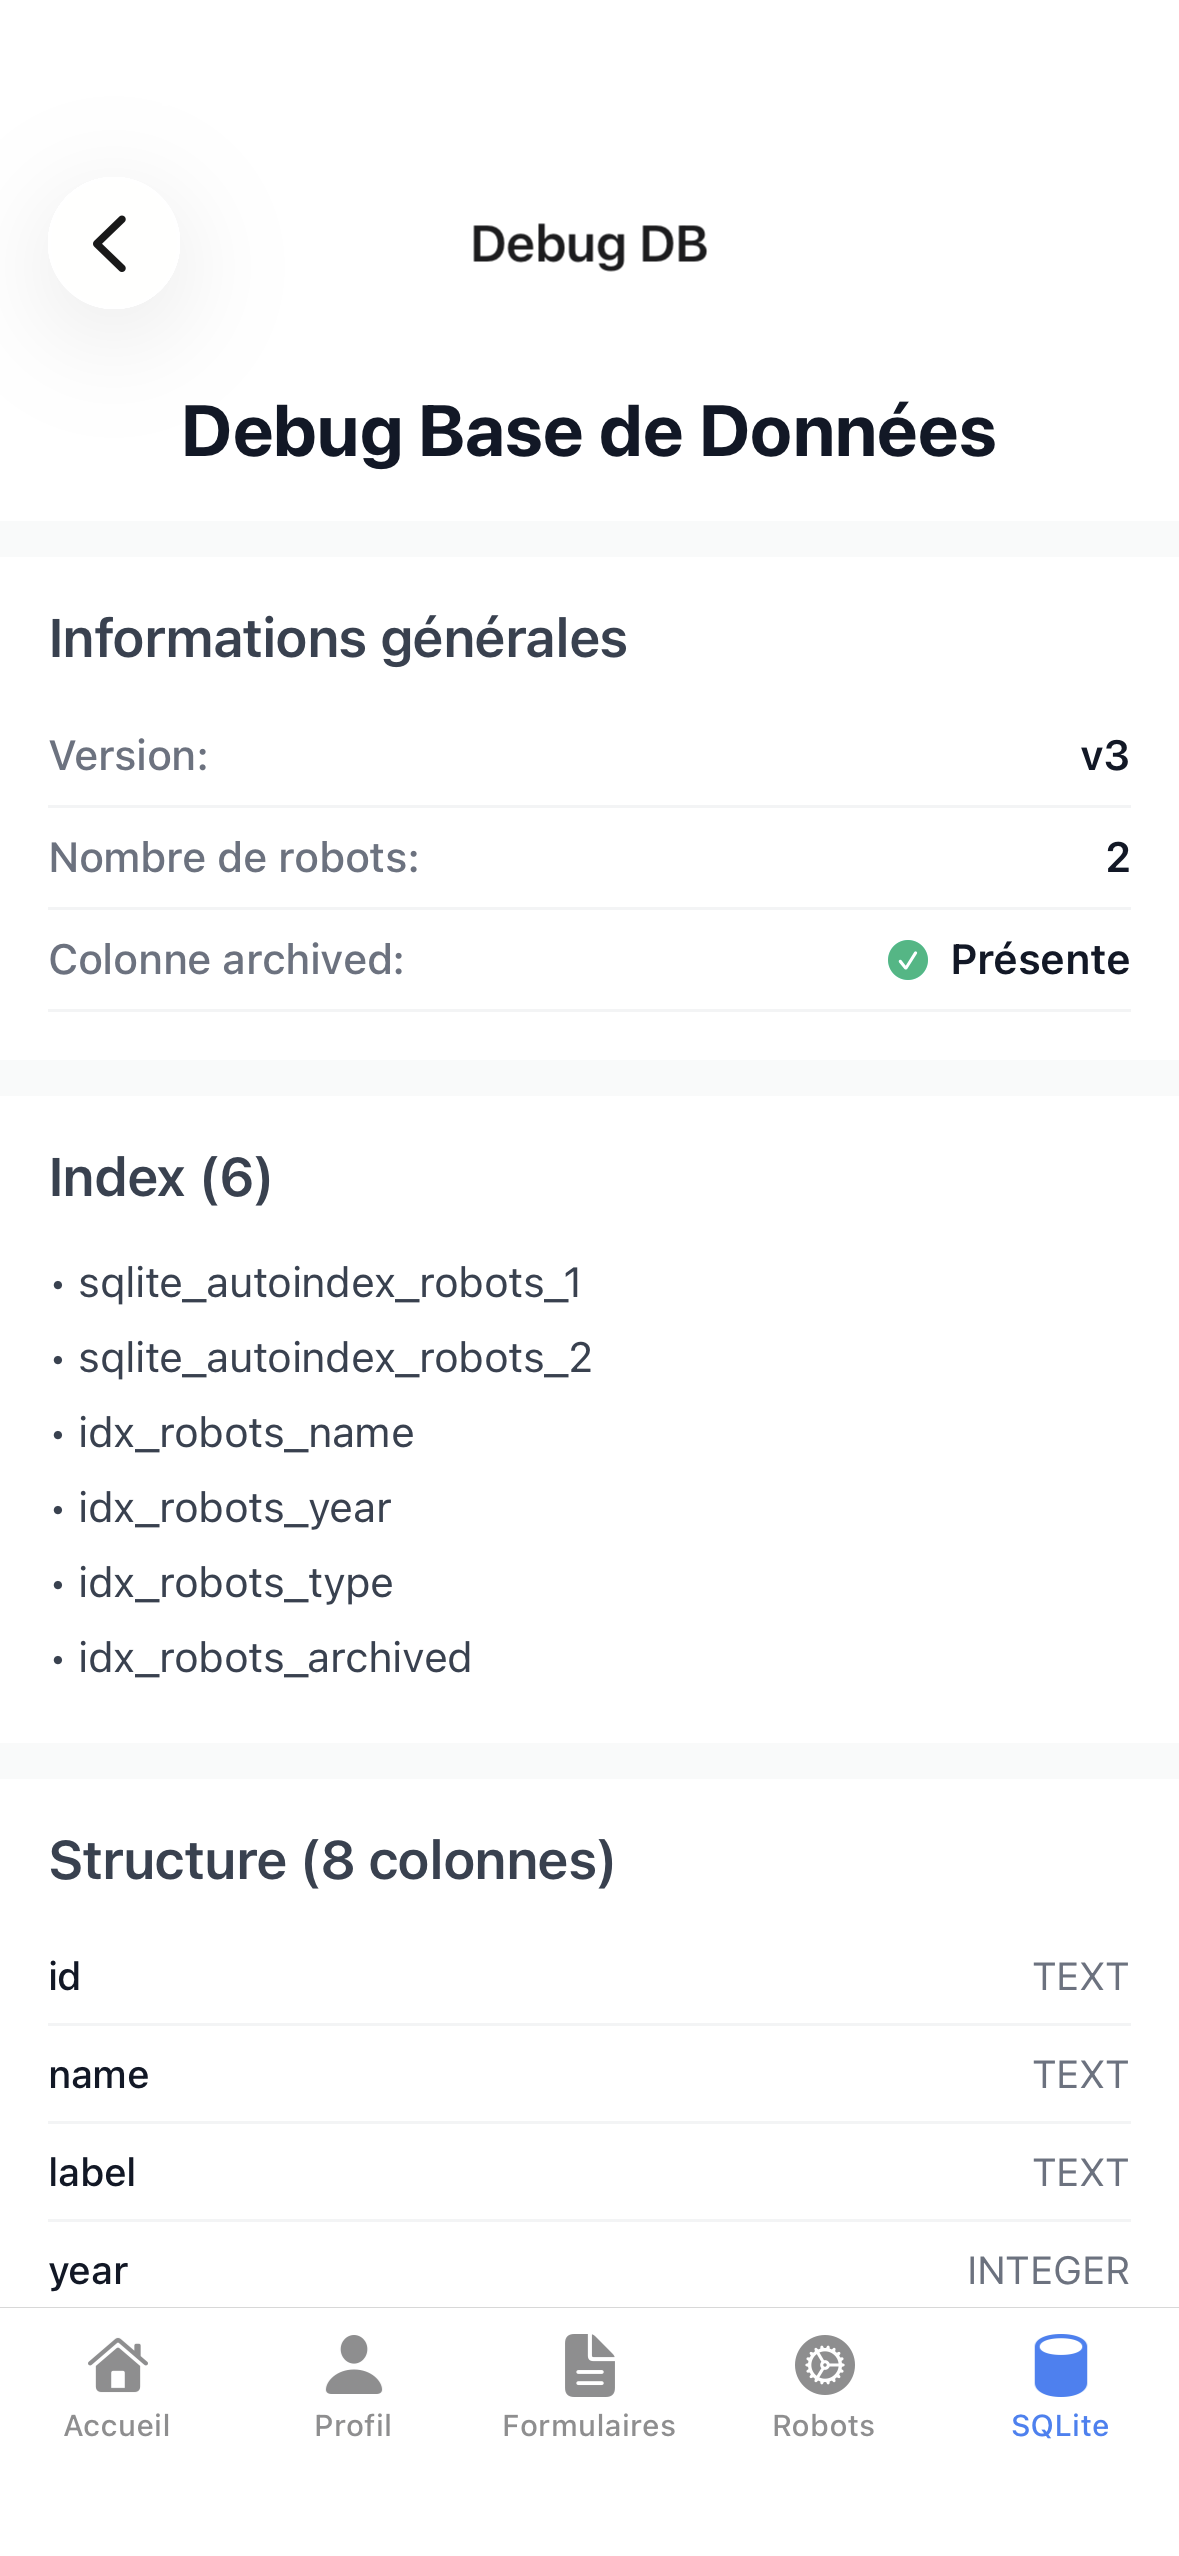 Debug DB
Debug Base de Données
Informations générales
Version: v3
Nombre de robots: 2
Colonne archived: Présente
Index (6)
• sqlite_autoindex_robots_1
• sqlite_autoindex_robots_2
• idx_robots_name
• idx_robots_year
• idx_robots_type
• idx_robots_archived
Structure (8 colonnes)
id TEXT
name TEXT
label TEXT
year INTEGER
Accueil Profil Formulaires Robots SQLite